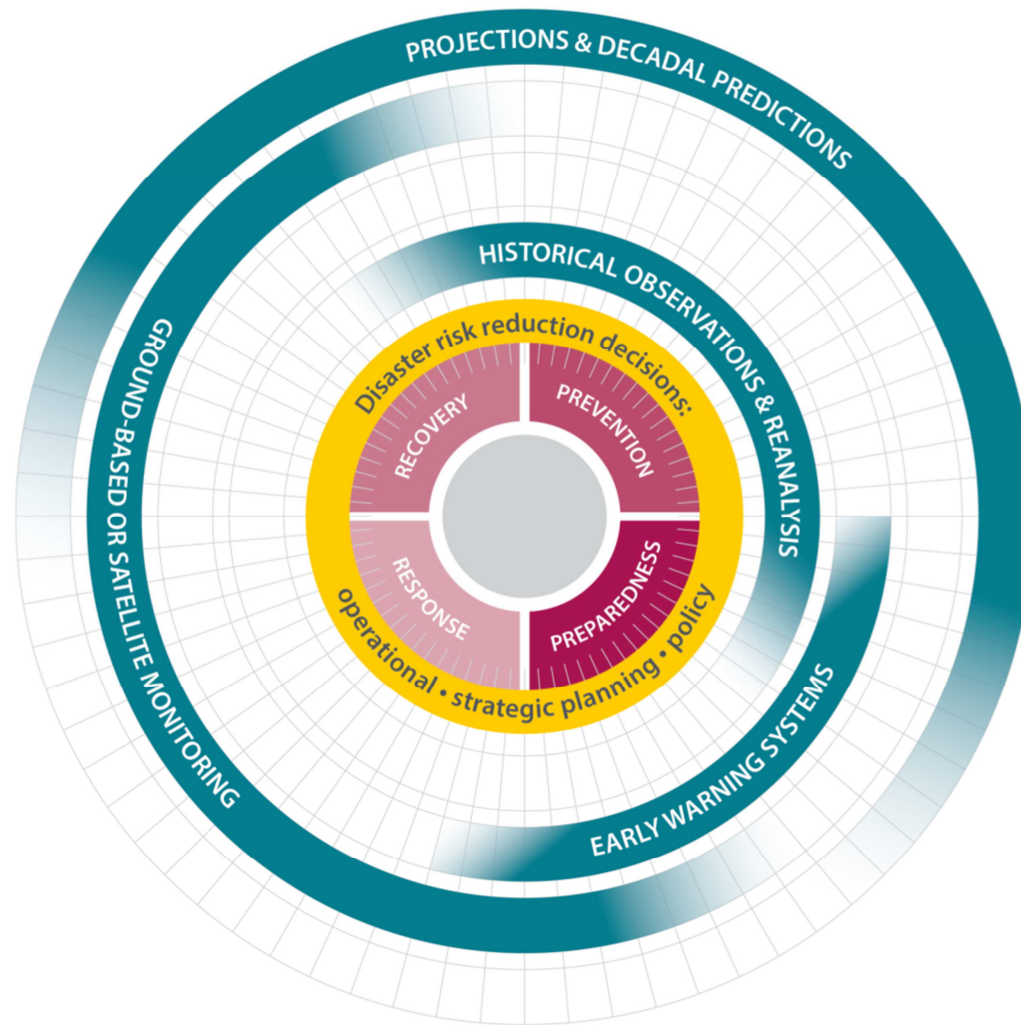 PROJECTIONS & DECADAL PREDICTIONS
HISTORICAL OBSERVATIONS & REANALYSIS
GROUND-BASED OR SATELLITE MONITORING
EARLY WARNING SYSTEMS
Disaster risk reduction decisions:
operational • strategic planning • policy
RECOVERY
PREVENTION
RESPONSE
PREPAREDNESS